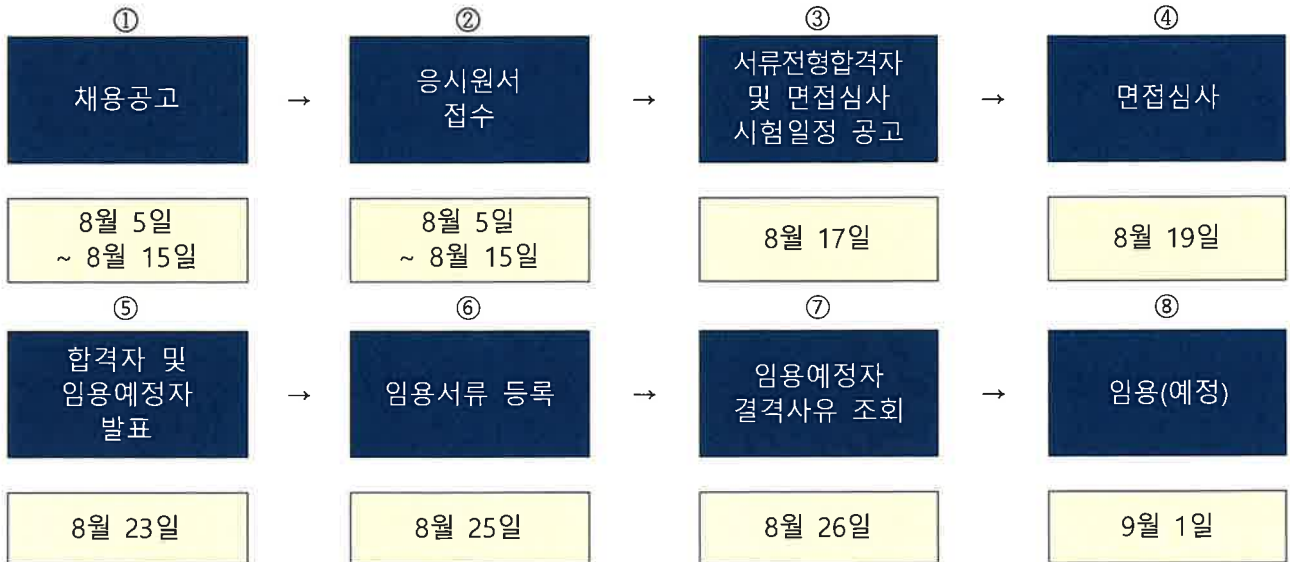 ① ② ③ ④
채용공고 → 응시원서 접수 → 서류전형합격자 및 면접심사 시험일정 공고 → 면접심사
8월 5일 ~ 8월 15일
8월 5일 ~ 8월 15일
8월 17일
8월 19일
⑤ ⑥ ⑦ ⑧
합격자 및 임용예정자 발표 → 임용서류 등록 → 임용예정자 결격사유 조회 → 임용(예정)
8월 23일
8월 25일
8월 26일
9월 1일